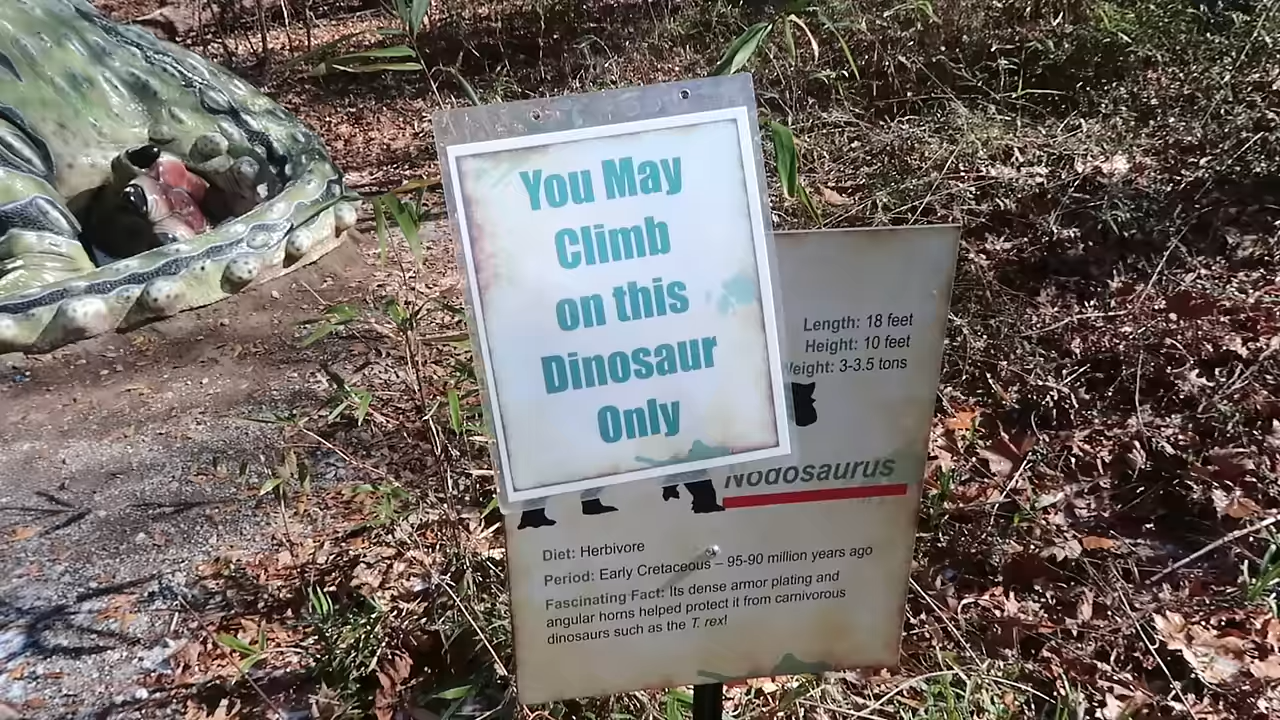 You May
Climb
on this
Dinosaur
Only
Length: 18 feet
Height: 10 feet
Weight: 3-3.5 tons
Nodosaurus
Diet: Herbivore
Period: Early Cretaceous – 95-90 million years ago
Fascinating Fact: Its dense armor plating and
angular horns helped protect it from carnivorous
dinosaurs such as the T. rex!